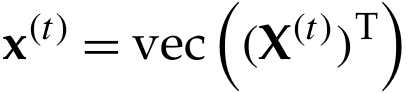 𝐱^{(t)} = vec((𝐗^{(t)})^T)